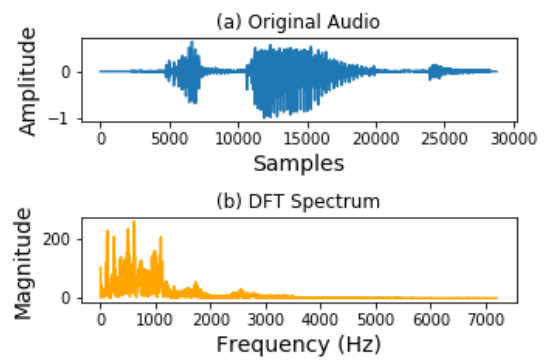 (a) Original Audio
Amplitude
0
−1
0 5000 10000 15000 20000 25000 30000
Samples
(b) DFT Spectrum
Magnitude
200
0
0 1000 2000 3000 4000 5000 6000 7000
Frequency (Hz)